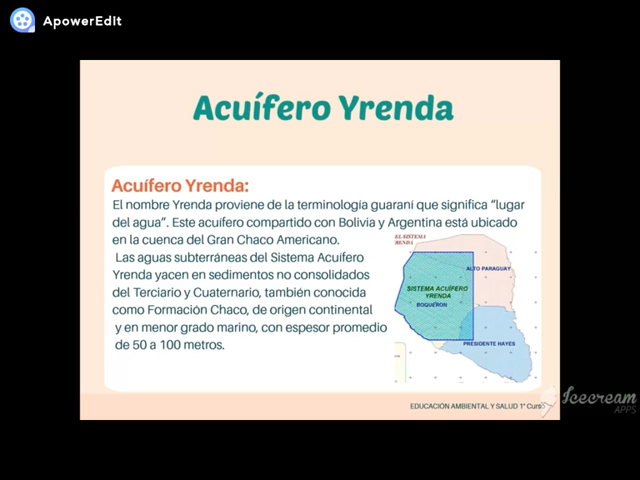 ApowerEdit
Acuífero Yrenda
Acuífero Yrenda:
El nombre Yrenda proviene de la terminología guaraní que significa “lugar
del agua”. Este acuífero compartido con Bolivia y Argentina está ubicado
en la cuenca del Gran Chaco Americano.
Las aguas subterráneas del Sistema Acuífero
Yrenda yacen en sedimentos no consolidados
del Terciario y Cuaternario, también conocida
como Formación Chaco, de origen continental
y en menor grado marino, con espesor promedio
de 50 a 100 metros.
EL SISTEMA
RENDA
ALTO PARAGUAY
SISTEMA ACUÍFERO
YRENDA
BOQUERON
PRESIDENTE HAYES
EDUCACIÓN AMBIENTAL Y SALUD 1° Curso
Icecream
APPS